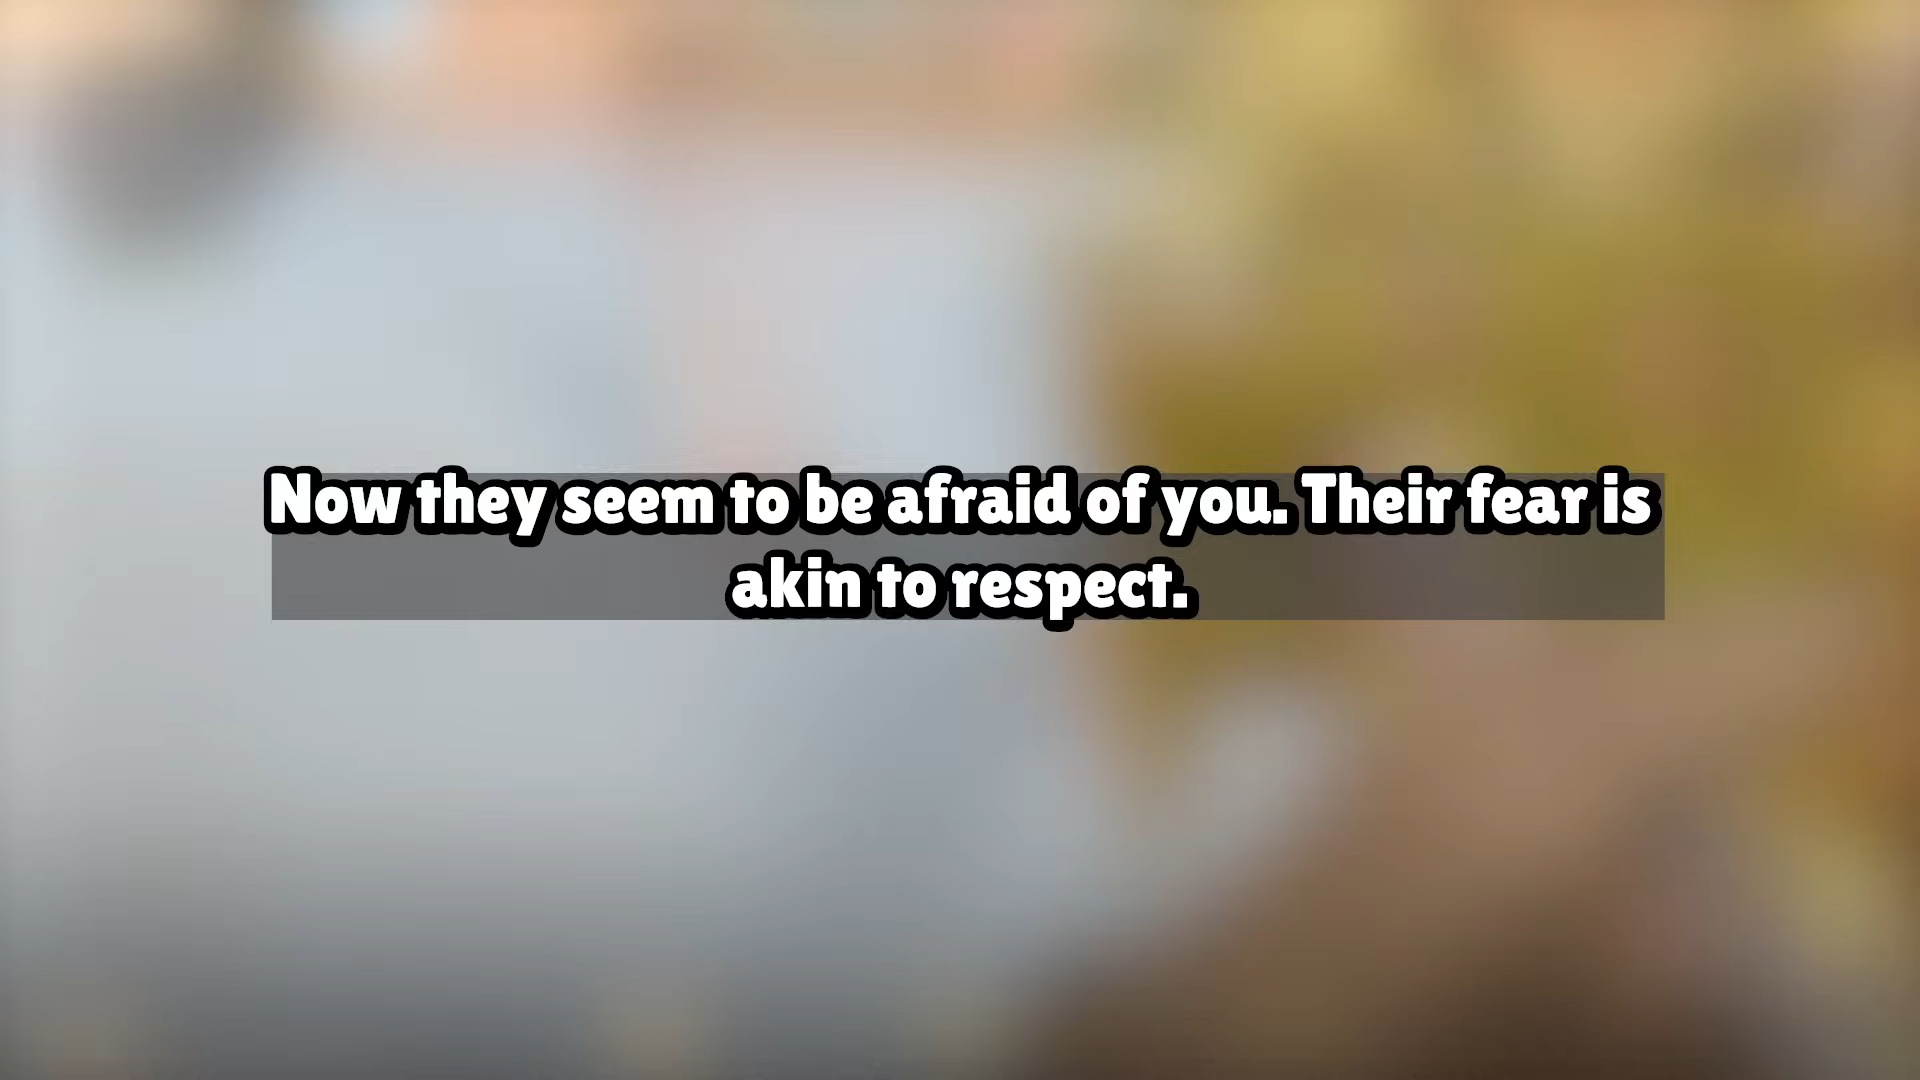 Now they seem to be afraid of you. Their fear is
akin to respect.